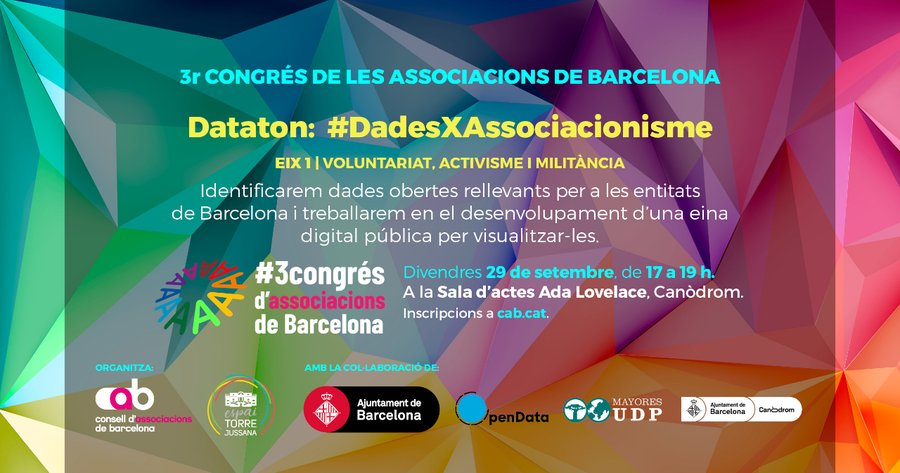 3r CONGRÉS DE LES ASSOCIACIONS DE BARCELONA
Dataton: #DadesXAssociacionisme
EIX 1 | VOLUNTARIAT, ACTIVISME I MILITÀNCIA
Identificarem dades obertes rellevants per a les entitats
de Barcelona i treballarem en el desenvolupament d'una eina
digital pública per visualitzar-les.
#3congrés
d'associacions
de Barcelona
Divendres 29 de setembre, de 17 a 19 h.
A la Sala d'actes Ada Lovelace, Canòdrom.
Inscripcions a cab.cat.
ORGANITZA:
cab
consell d'associacions
de barcelona
espai
TORRE
JUSSANA
AMB LA COL·LABORACIÓ DE:
Ajuntament de
Barcelona
penData
MAYORES
UDP
Ajuntament de
Barcelona
Canòdrom